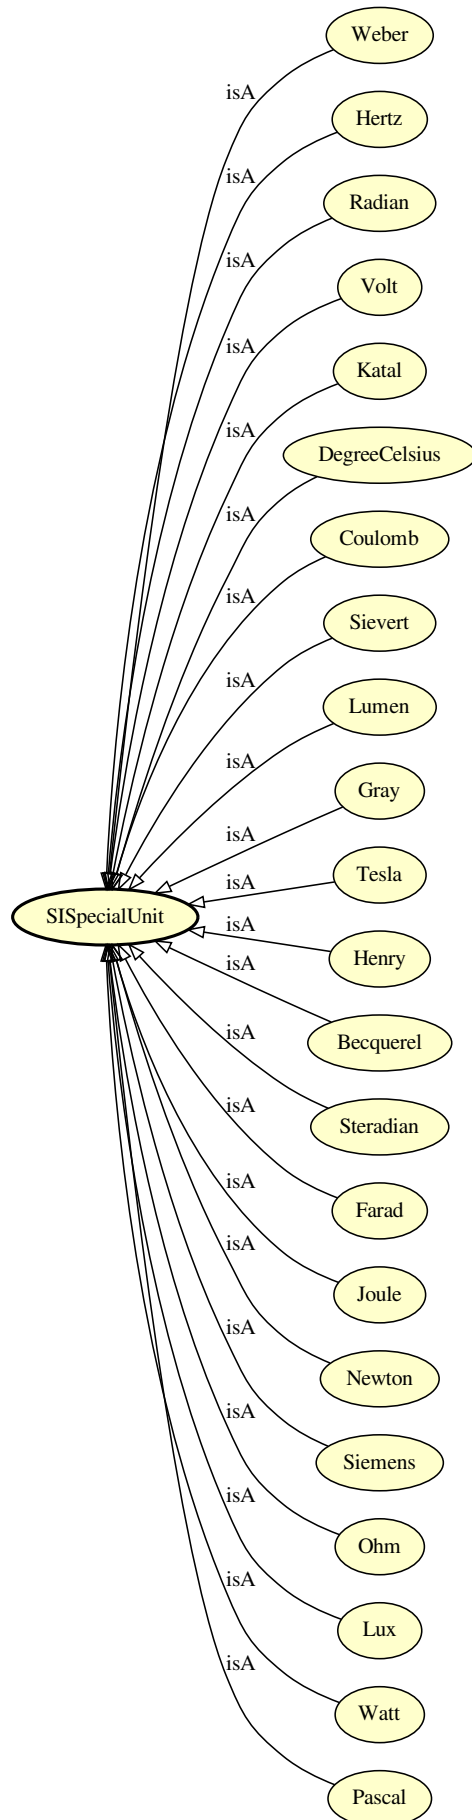 Weber
isA
Hertz
isA
Radian
isA
Volt
isA
Katal
isA
DegreeCelsius
isA
Coulomb
isA
Sievert
isA
Lumen
isA
Gray
isA
Tesla
isA
SISpecialUnit
isA
Henry
isA
Becquerel
isA
Steradian
isA
Farad
isA
Joule
isA
Newton
isA
Siemens
isA
Ohm
isA
Lux
isA
Watt
isA
Pascal